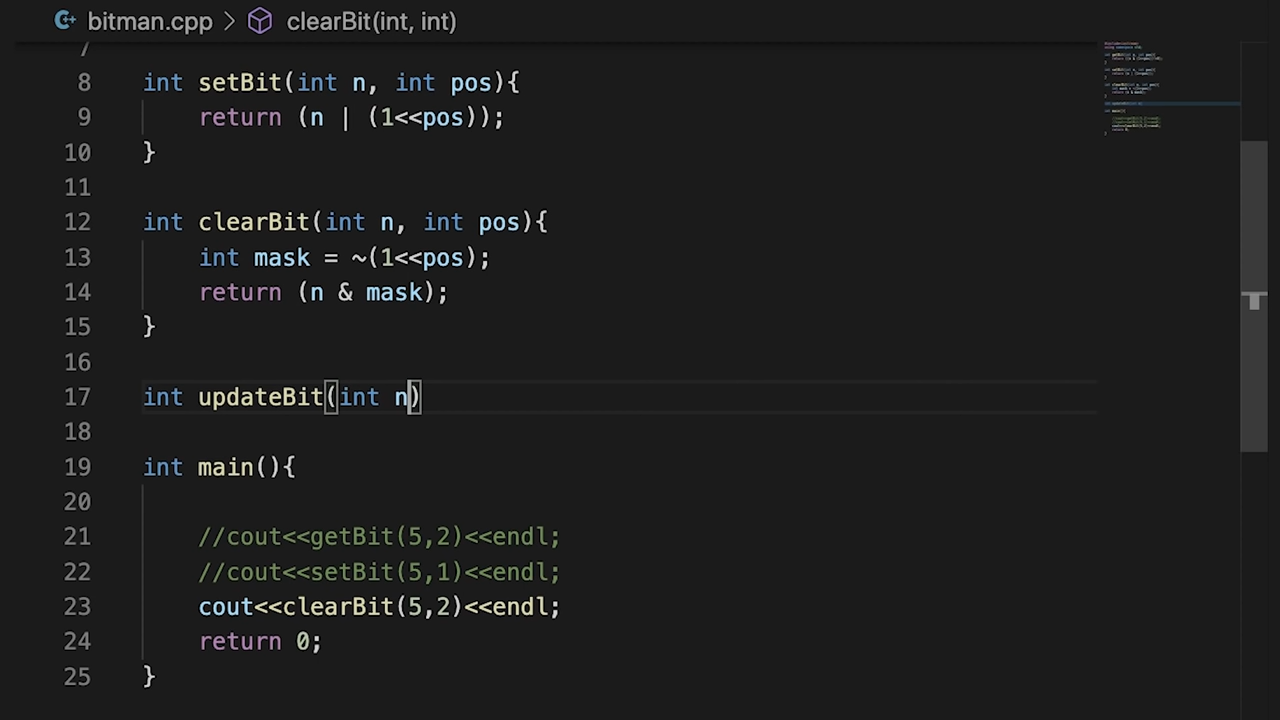 bitman.cpp > clearBit(int, int)
7
8 int setBit(int n, int pos){
9 return (n | (1<<pos));
10 }
11
12 int clearBit(int n, int pos){
13 int mask = ~(1<<pos);
14 return (n & mask);
15 }
16
17 int updateBit(int n)
18
19 int main(){
20
21 //cout<<getBit(5,2)<<endl;
22 //cout<<setBit(5,1)<<endl;
23 cout<<clearBit(5,2)<<endl;
24 return 0;
25 }